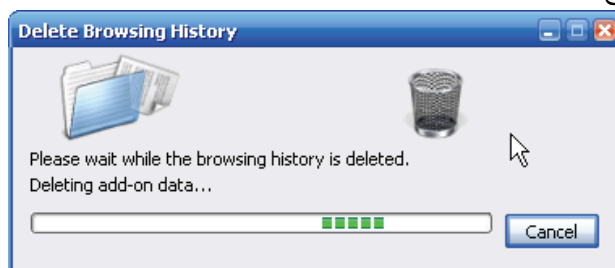 Delete Browsing History
Please wait while the browsing history is deleted.
Deleting add-on data...
Cancel